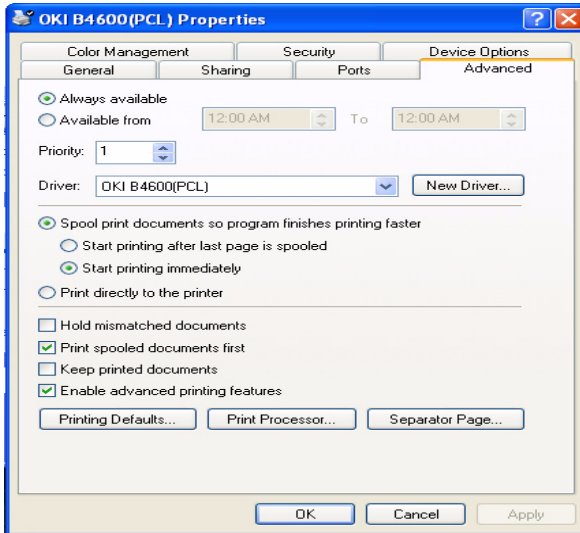 OKI B4600(PCL) Properties
Color Management Security Device Options
General Sharing Ports Advanced
Always available
Available from 12:00 AM To 12:00 AM
Priority: 1
Driver: OKI B4600(PCL) New Driver...
Spool print documents so program finishes printing faster
Start printing after last page is spooled
Start printing immediately
Print directly to the printer
Hold mismatched documents
Print spooled documents first
Keep printed documents
Enable advanced printing features
Printing Defaults... Print Processor... Separator Page...
OK Cancel Apply